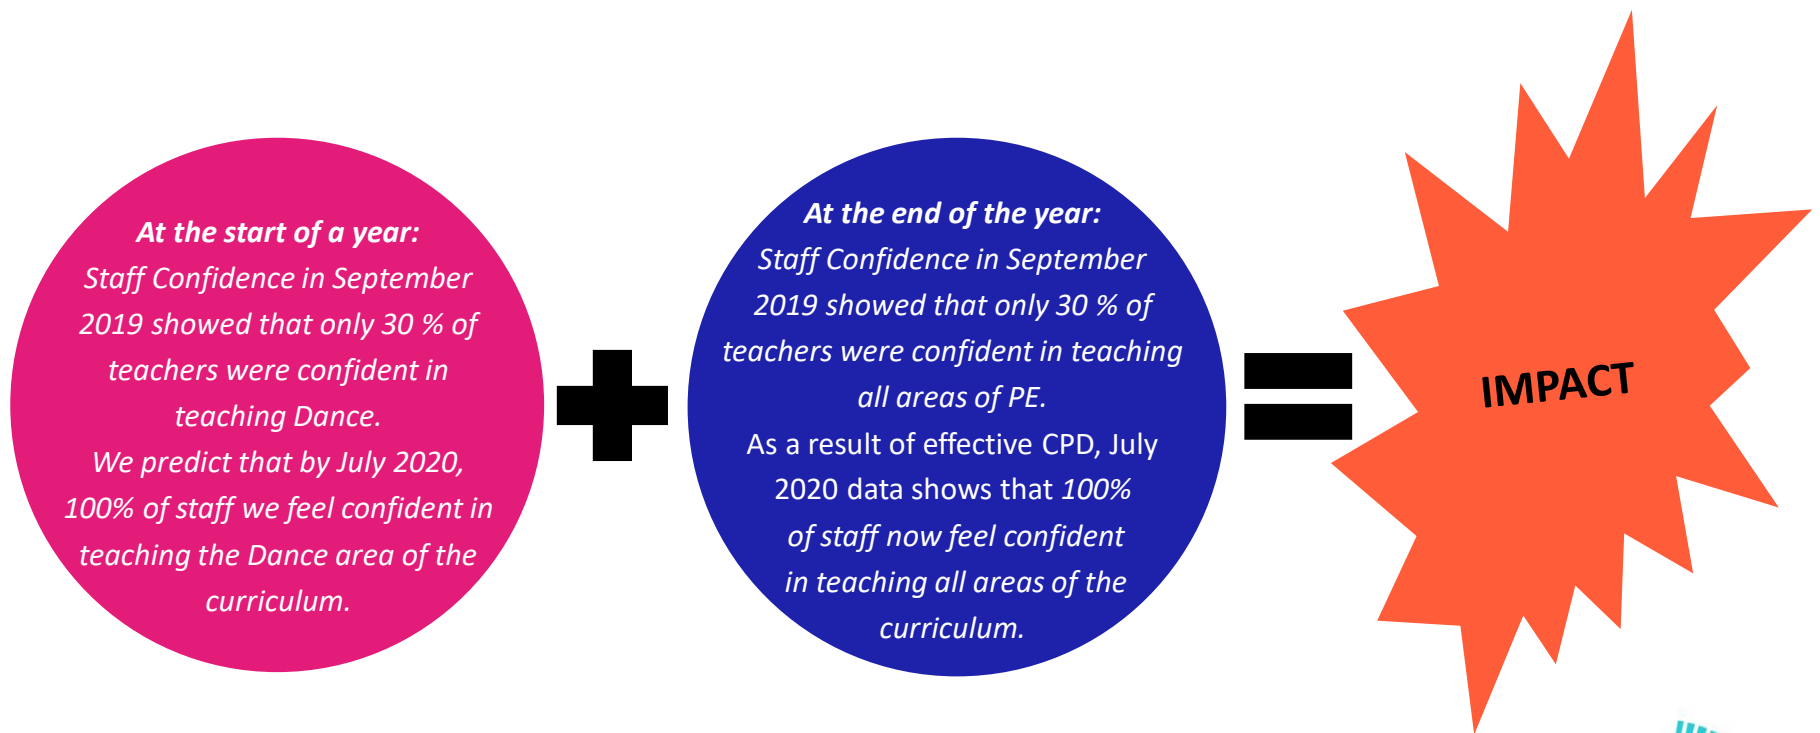 At the start of a year:
Staff Confidence in September
2019 showed that only 30 % of
teachers were confident in
teaching Dance.
We predict that by July 2020,
100% of staff we feel confident in
teaching the Dance area of the
curriculum.
At the end of the year:
Staff Confidence in September
2019 showed that only 30 % of
teachers were confident in teaching
all areas of PE.
As a result of effective CPD, July
2020 data shows that 100%
of staff now feel confident
in teaching all areas of the
curriculum.
IMPACT